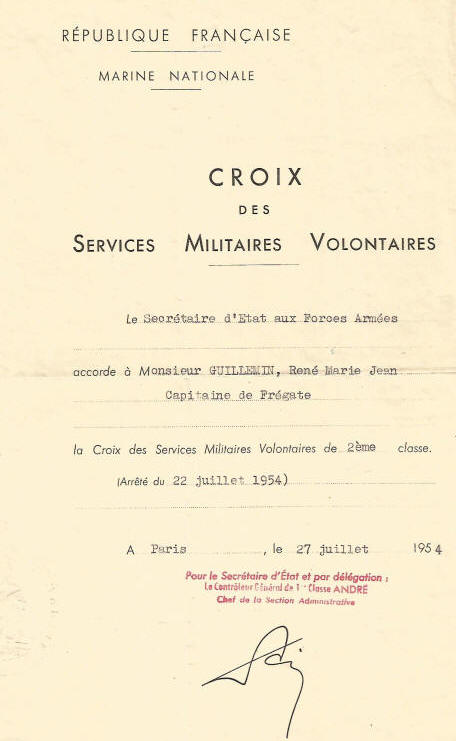 RÉPUBLIQUE FRANÇAISE
MARINE NATIONALE
CROIX
DES
SERVICES MILITAIRES VOLONTAIRES
Le Secrétaire d'Etat aux Forces Armées
accorde à Monsieur GUILLEMIN, René Marie Jean
Capitaine de Frégate
la Croix des Services Militaires Volontaires de 2ème classe.
(Arrêté du 22 juillet 1954)
A Paris, le 27 juillet 1954
Pour le Secrétaire d'État et par délégation :
Le Contrôleur Général de 1re Classe ANDRÉ
Chef de la Section Administrative